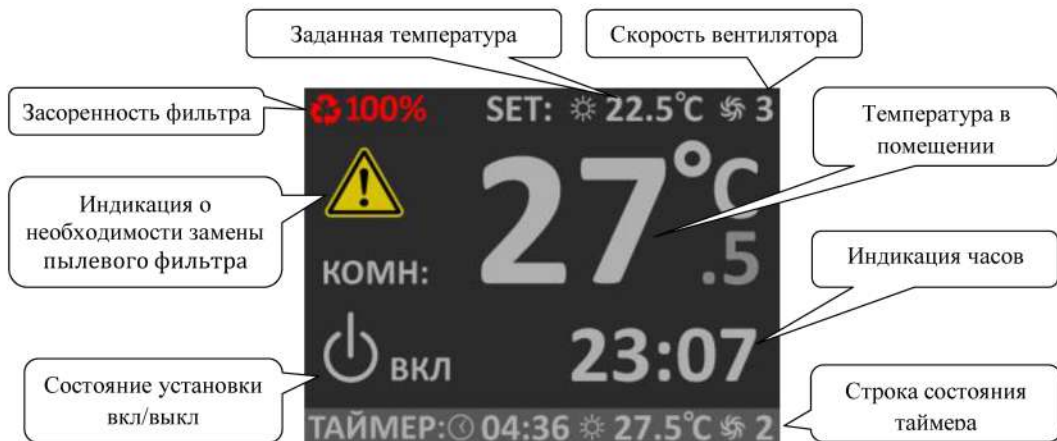 Заданная температура
Скорость вентилятора
Засоренность фильтра
100% SET: 22.5°C 3
Температура в
помещении
Индикация о
необходимости замены
пылевого фильтра
27°C
.5
КОМН:
Индикация часов
ВКЛ
23:07
Состояние установки
вкл/выкл
Строка состояния
таймера
ТАЙМЕР: 04:36 27.5°C 2